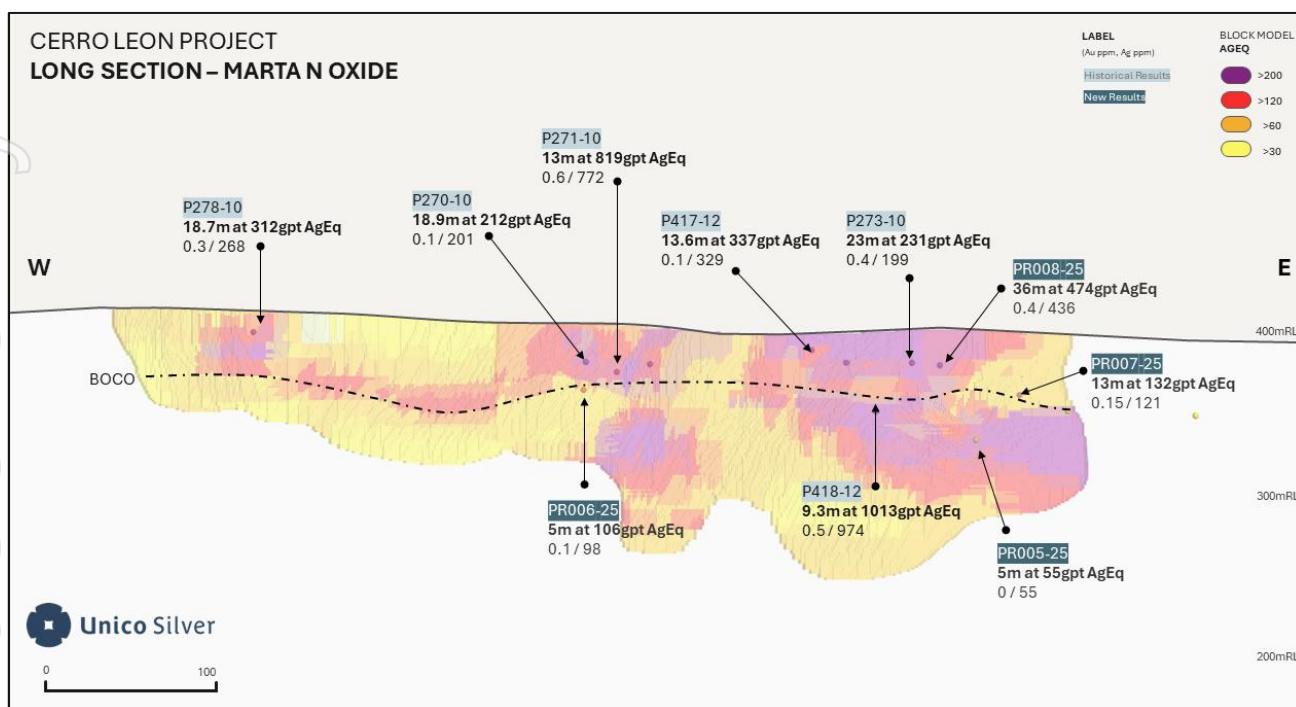 CERRO LEON PROJECT
LONG SECTION – MARTA N OXIDE
LABEL
(Au ppm, Ag ppm)
Historical Results
New Results
BLOCK MODEL
AGEQ
>200
>120
>60
>30
P271-10
13m at 819gpt AgEq
0.6 / 772
P278-10
18.7m at 312gpt AgEq
0.3 / 268
P270-10
18.9m at 212gpt AgEq
0.1 / 201
P417-12
13.6m at 337gpt AgEq
0.1 / 329
P273-10
23m at 231gpt AgEq
0.4 / 199
PR008-25
36m at 474gpt AgEq
0.4 / 436
W
E
400mRL
PR007-25
13m at 132gpt AgEq
0.15 / 121
BOCO
PR006-25
5m at 106gpt AgEq
0.1 / 98
P418-12
9.3m at 1013gpt AgEq
0.5 / 974
300mRL
PR005-25
5m at 55gpt AgEq
0 / 55
Unico Silver
0 100
200mRL